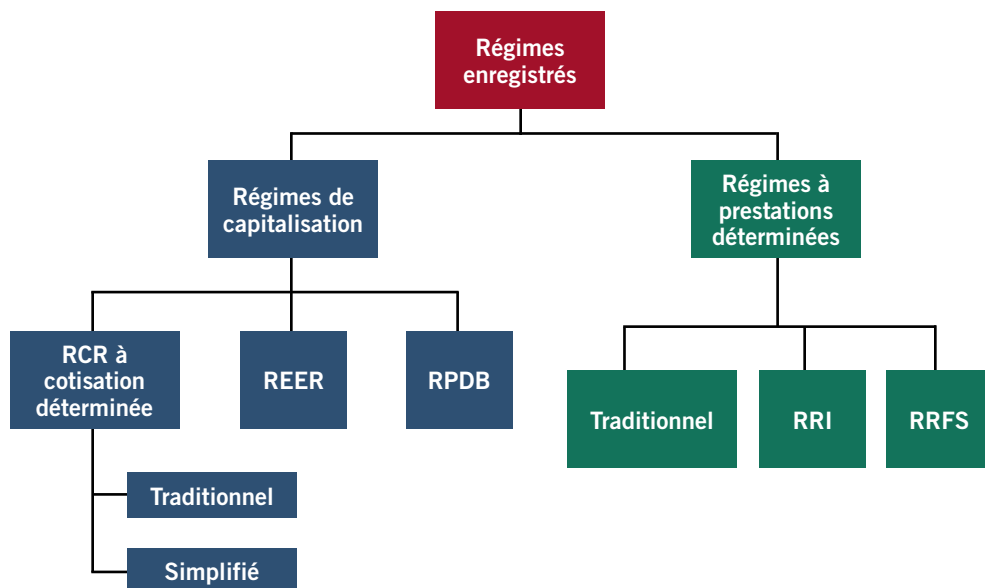 Régimes
enregistrés
Régimes de
capitalisation
Régimes à
prestations
déterminées
RCR à
cotisation
déterminée
REER
RPDB
Traditionnel
RRI
RRFS
Traditionnel
Simplifié